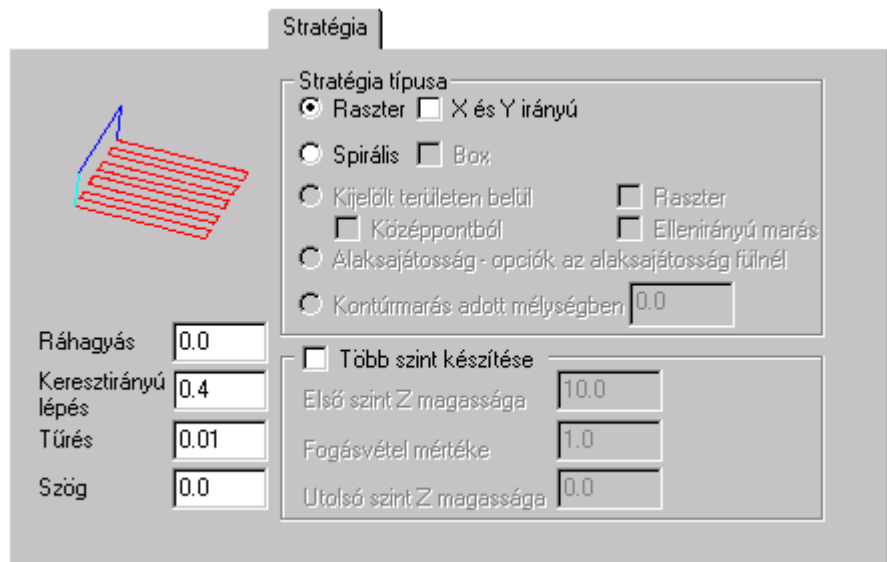 Stratégia
Stratégia típusa
Raszter X és Y irányú
Spirális Box
Kijelölt területen belül Raszter
Középpontból Ellenirányú marás
Alaksajátosság - opciók az alaksajátosság fülnél
Kontúrmarás adott mélységben 0.0
Ráhagyás 0.0
Keresztirányú lépés 0.4
Tűrés 0.01
Szög 0.0
Több szint készítése
Első szint Z magassága 10.0
Fogásvétel mértéke 1.0
Utolsó szint Z magassága 0.0